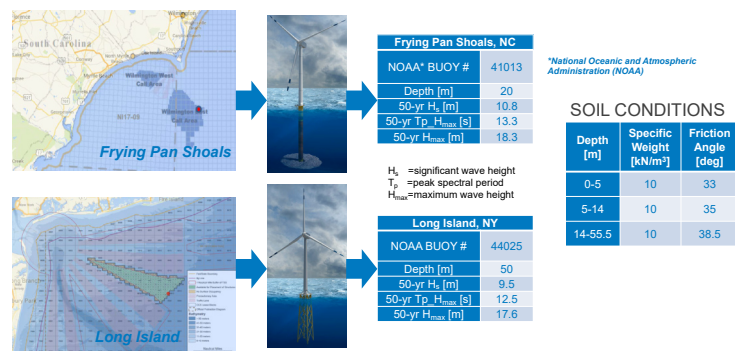 South Carolina
Wilmington West
Call Area
Wilmington East
Call Area
NI17-05
Frying Pan Shoals
Frying Pan Shoals, NC
NOAA* BUOY # 41013
Depth [m] 20
50-yr Hs [m] 10.8
50-yr Tp_Hmax [s] 13.3
50-yr Hmax [m] 18.3
*National Oceanic and Atmospheric
Administration (NOAA)
SOIL CONDITIONS
Depth [m] Specific Weight [kN/m³] Friction Angle [deg]
0-5 10 33
5-14 10 35
14-55.5 10 38.5
Hs =significant wave height
Tp =peak spectral period
Hmax=maximum wave height
Long Island, NY
NOAA BUOY # 44025
Depth [m] 50
50-yr Hs [m] 9.5
50-yr Tp_Hmax [s] 12.5
50-yr Hmax [m] 17.6
Long Island